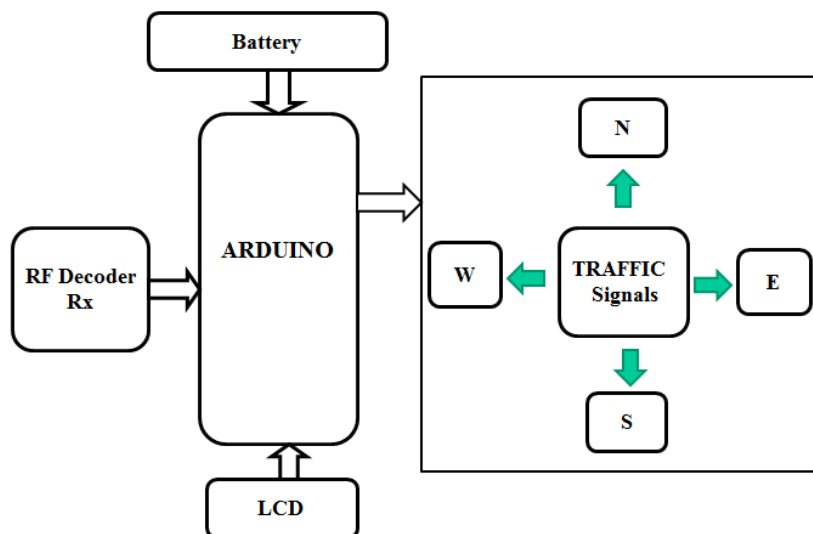 Battery
N
ARDUINO
RF Decoder
Rx
W
TRAFFIC
Signals
E
S
LCD